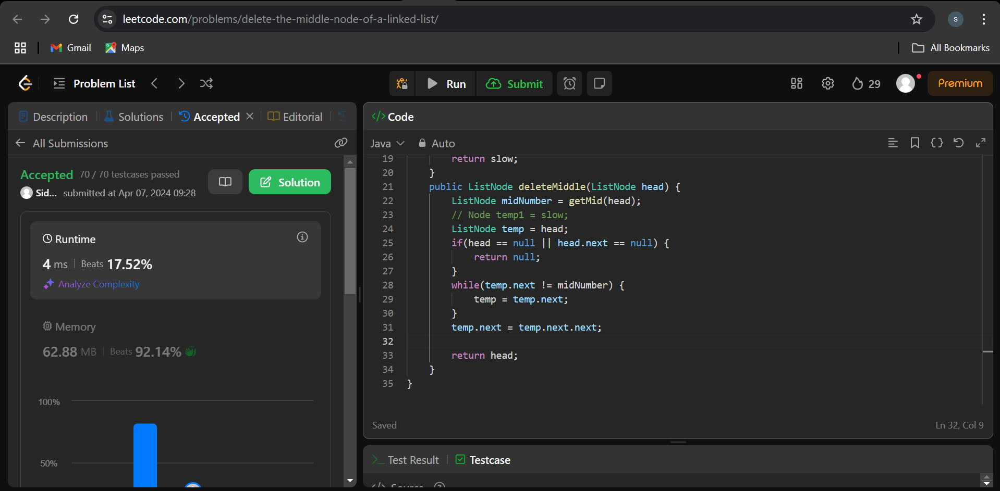 leetcode.com/problems/delete-the-middle-node-of-a-linked-list/
S
Gmail
Maps
All Bookmarks
Problem List
Run
Submit
29
Premium
Description
Solutions
Accepted
Editorial
</> Code
All Submissions
Java
Auto
Accepted 70 / 70 testcases passed
Sid... submitted at Apr 07, 2024 09:28
Solution
Runtime
4 ms | Beats 17.52%
Analyze Complexity
Memory
62.88 MB | Beats 92.14%
100%
50%
19 return slow;
20 }
21 public ListNode deleteMiddle(ListNode head) {
22 ListNode midNumber = getMid(head);
23 // Node temp1 = slow;
24 ListNode temp = head;
25 if(head == null || head.next == null) {
26 return null;
27 }
28 while(temp.next != midNumber) {
29 temp = temp.next;
30 }
31 temp.next = temp.next.next;
32
33 return head;
34 }
35 }
Saved
Ln 32, Col 9
Test Result
Testcase
</> Source